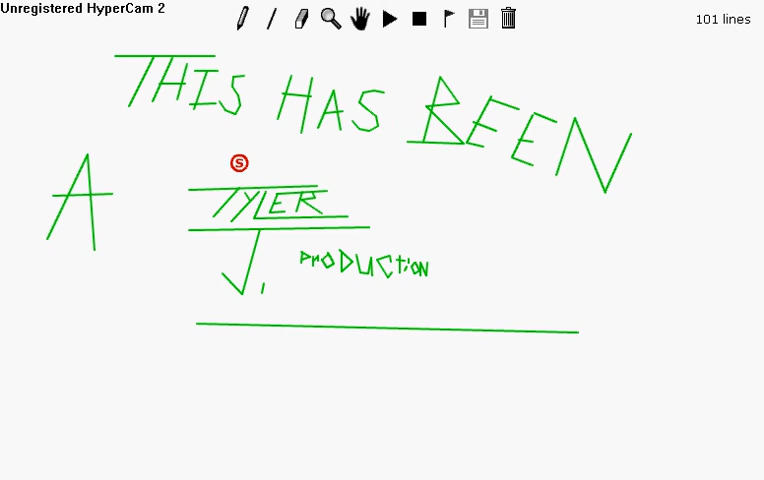 Unregistered HyperCam 2
101 lines
THIS HAS BEEN
S
A TYLER
J. PRODUCTION